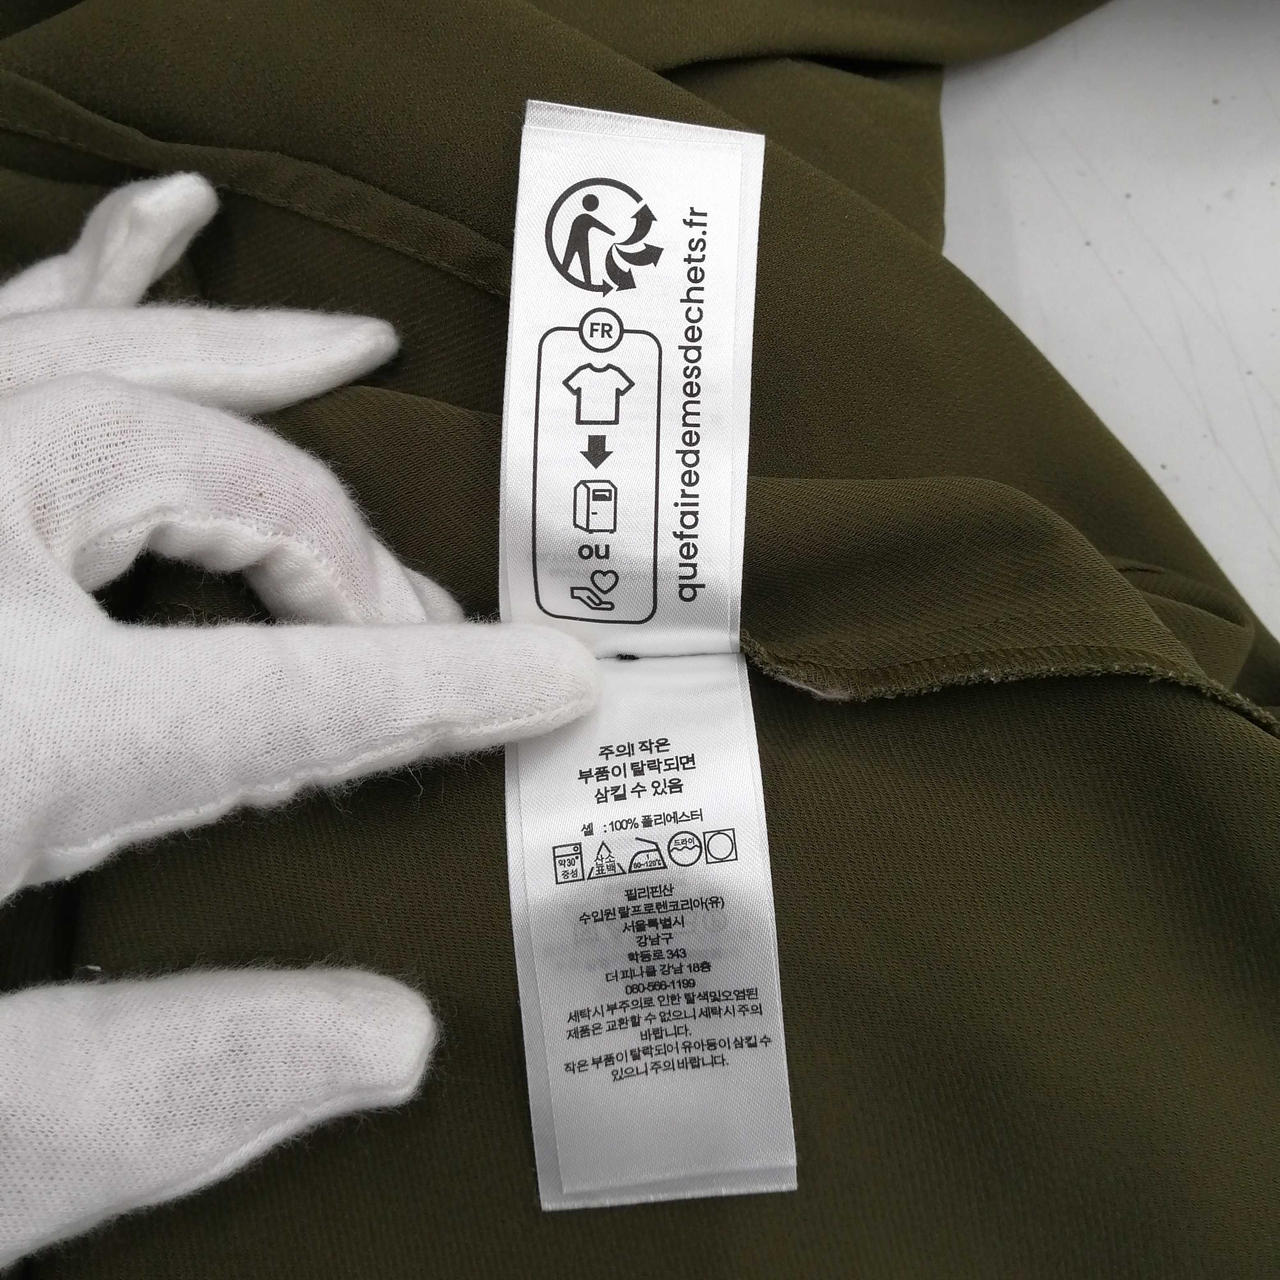 FR
OU
quefairedemesdechets.fr
주의! 작은
부품이 탈락되면
삼킬 수 있음
셸 : 100% 폴리에스터
약30°
중성
산소
표백
1
80~120℃
드라이
필리핀산
수입원 랄프로렌코리아(유)
서울특별시
강남구
학동로 343
더 피나클 강남 18층
080-566-1199
세탁시 부주의로 인한 탈색및오염된
제품은 교환할 수 없으니 세탁시 주의
바랍니다.
작은 부품이 탈락되어 유아등이 삼킬 수
있으니 주의 바랍니다.